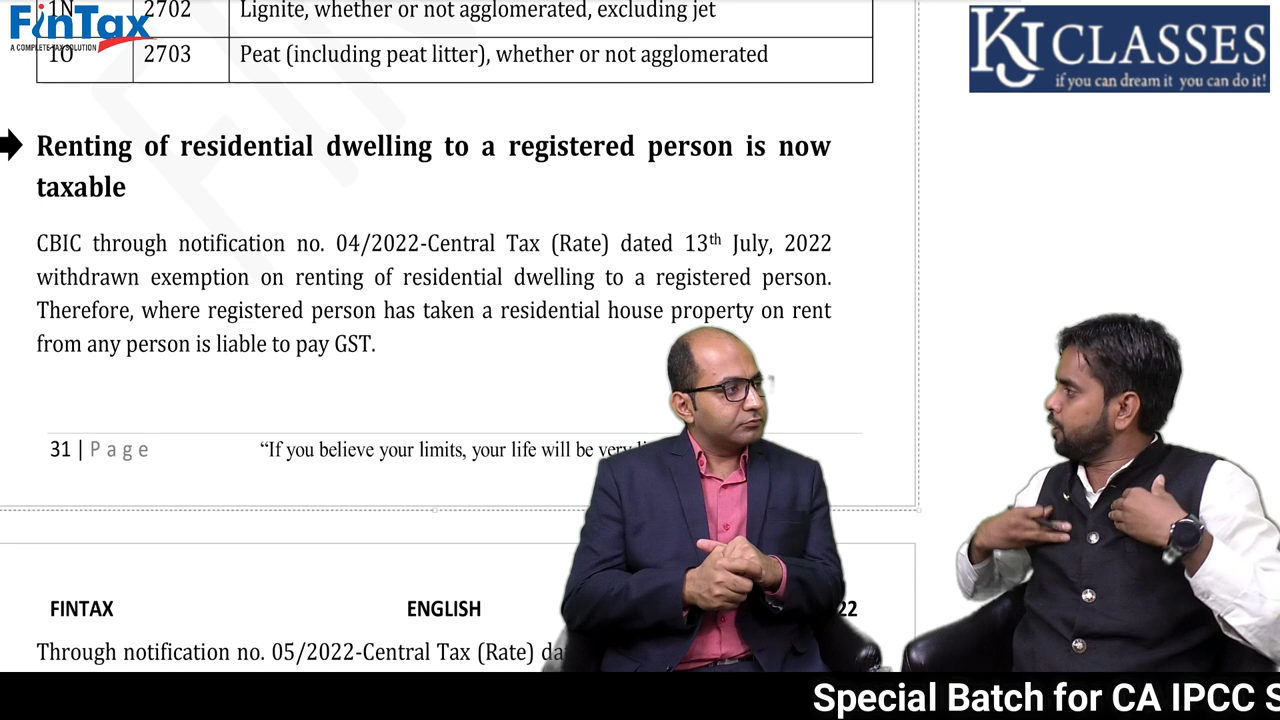 FinTax
A COMPLETE TAX SOLUTION
1N 2702 Lignite, whether or not agglomerated, excluding jet
1O 2703 Peat (including peat litter), whether or not agglomerated
KJ CLASSES
if you can dream it you can do it!
Renting of residential dwelling to a registered person is now
taxable
CBIC through notification no. 04/2022-Central Tax (Rate) dated 13th July, 2022
withdrawn exemption on renting of residential dwelling to a registered person.
Therefore, where registered person has taken a residential house property on rent
from any person is liable to pay GST.
31 | Page “If you believe your limits, your life will be very
FINTAX ENGLISH 22
Through notification no. 05/2022-Central Tax (Rate) da
Special Batch for CA IPCC S